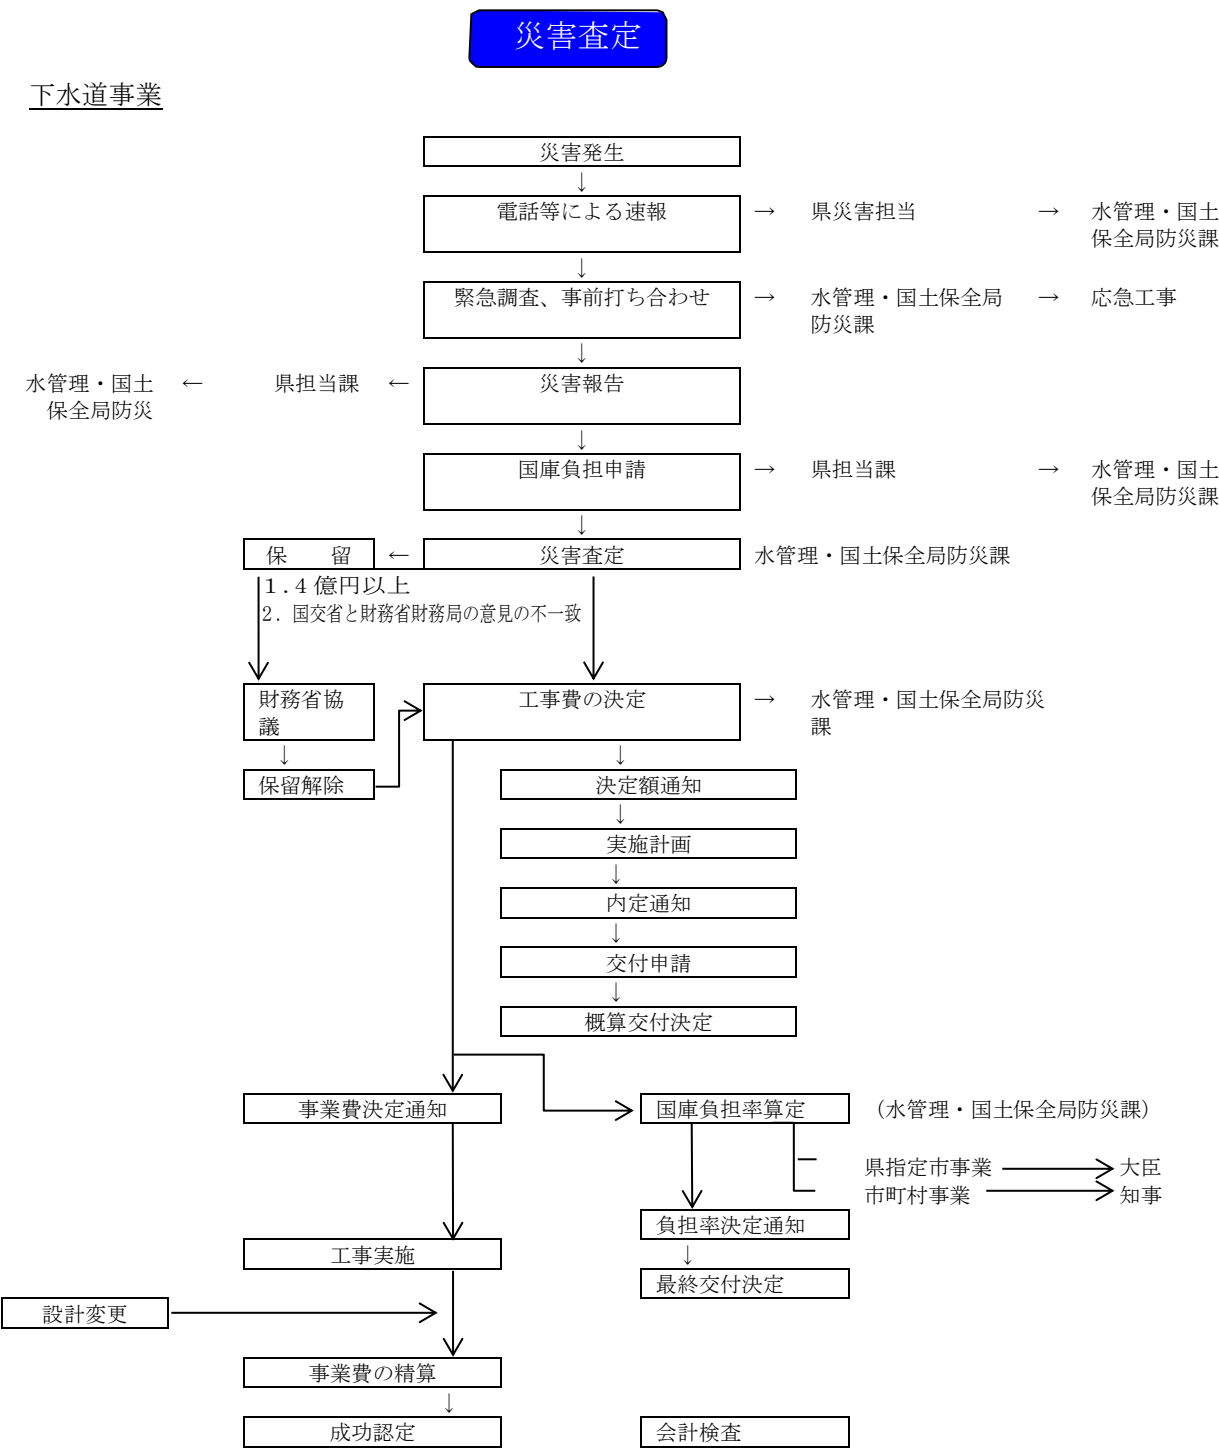 災害査定
下水道事業
災害発生
↓
電話等による速報 → 県災害担当 → 水管理・国土
保全局防災課
↓
緊急調査、事前打ち合わせ → 水管理・国土保全局 → 応急工事
防災課
↓
水管理・国土 ← 県担当課 ← 災害報告
保全局防災
↓
国庫負担申請 → 県担当課 → 水管理・国土
保全局防災課
↓
保　　留 ← 災害査定 水管理・国土保全局防災課
１.４億円以上
２．国交省と財務省財務局の意見の不一致
財務省協 工事費の決定 → 水管理・国土保全局防災
議 課
↓ ↓
保留解除 決定額通知
↓
実施計画
↓
内定通知
↓
交付申請
↓
概算交付決定
事業費決定通知 国庫負担率算定 （水管理・国土保全局防災課）
県指定市事業 大臣
市町村事業 知事
負担率決定通知
工事実施 ↓
最終交付決定
設計変更
事業費の精算
↓
成功認定 会計検査